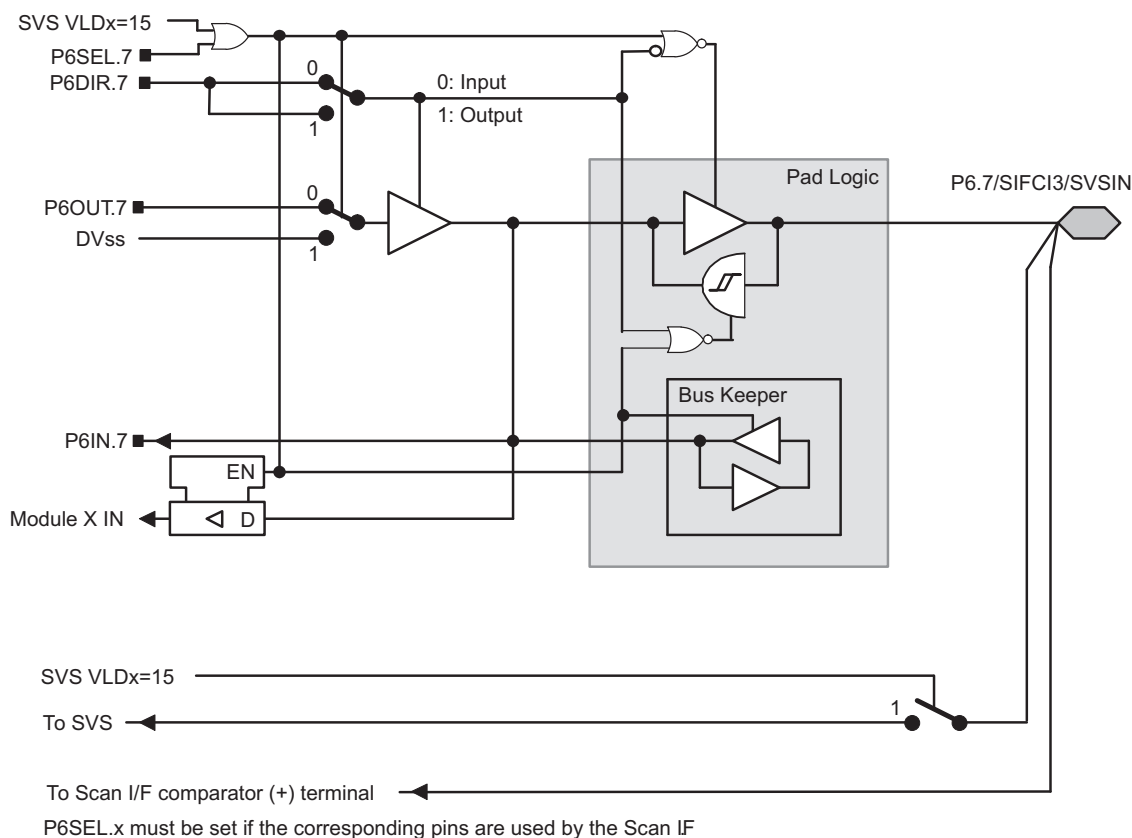 SVS VLDx=15
P6SEL.7
P6DIR.7
0
0: Input
1
1: Output
Pad Logic
P6.7/SIFCI3/SVSIN
0
P6OUT.7
DVss
1
Bus Keeper
P6IN.7
EN
Module X IN
D
SVS VLDx=15
1
To SVS
To Scan I/F comparator (+) terminal
P6SEL.x must be set if the corresponding pins are used by the Scan I.F